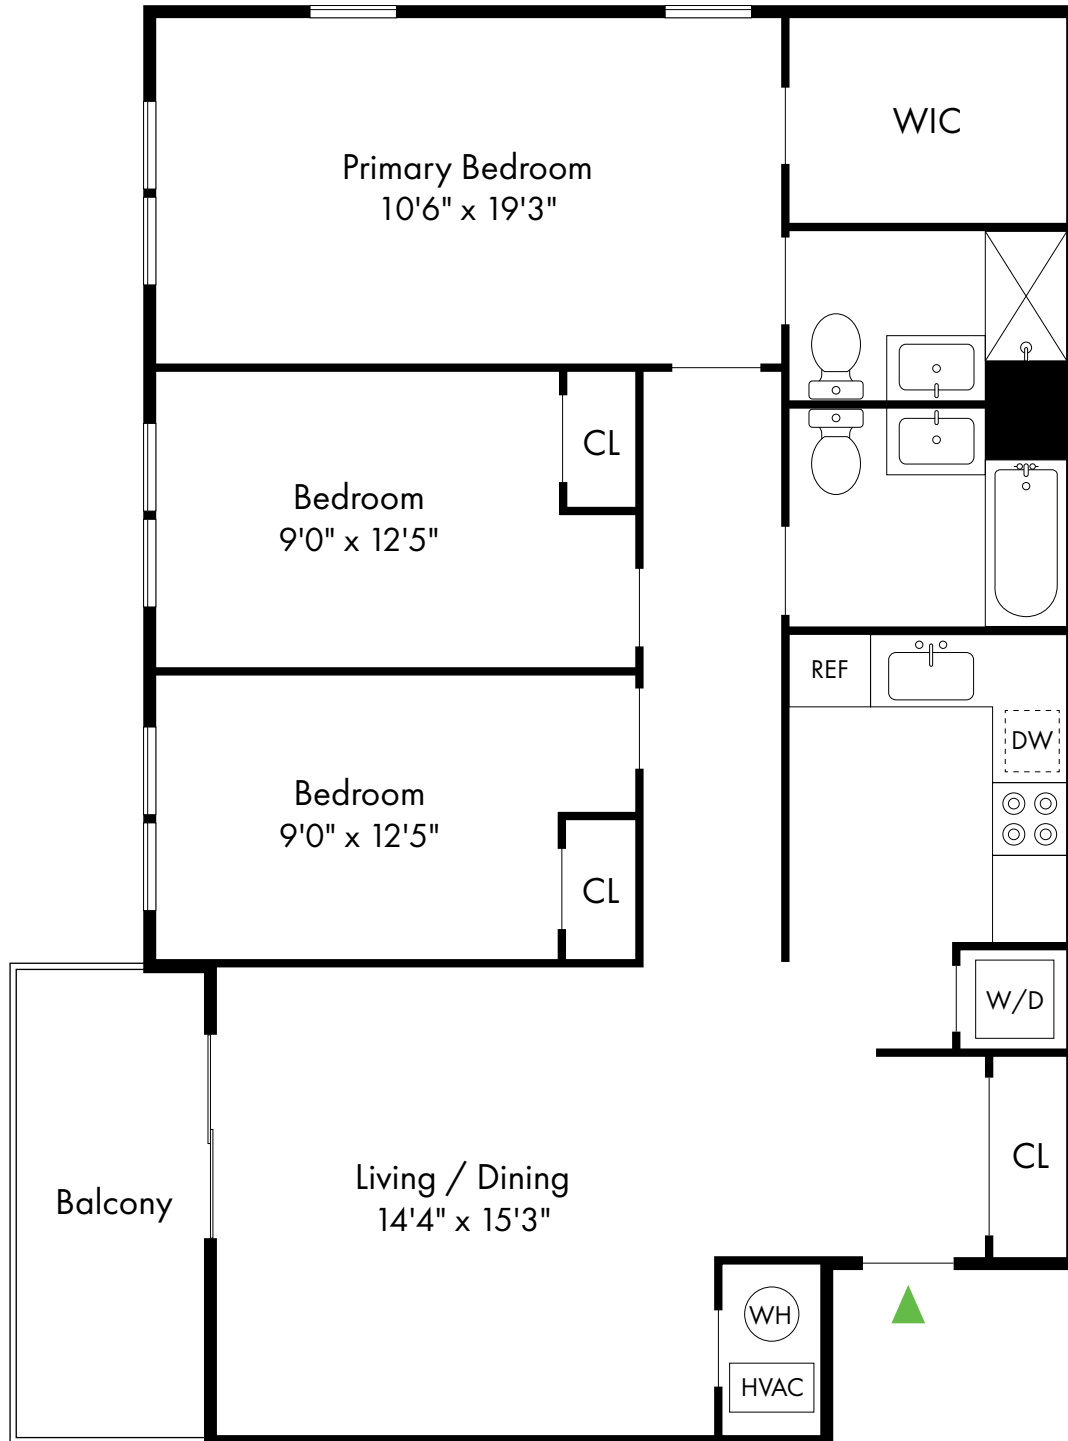 WIC
Primary Bedroom
10'6" x 19'3"
CL
Bedroom
9'0" x 12'5"
REF
DW
Bedroom
9'0" x 12'5"
CL
W/D
CL
Living / Dining
14'4" x 15'3"
Balcony
WH
HVAC